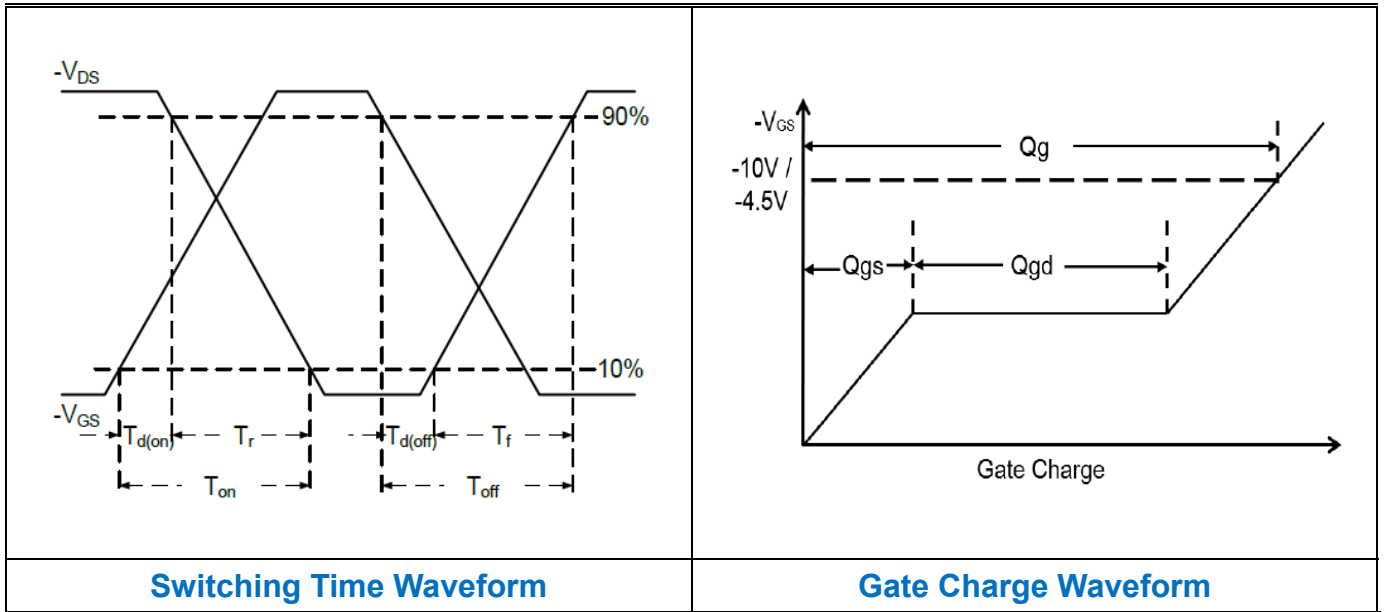 -VDS
90%
10%
-VGS
Td(on)
Tr
Td(off)
Tf
Ton
Toff
Switching Time Waveform
-VGS
-10V /
-4.5V
Qg
Qgs
Qgd
Gate Charge
Gate Charge Waveform